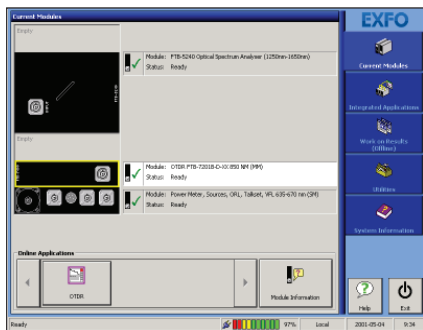 Current Modules
EXFO
Empty
Module: FTB-5240 Optical Spectrum Analyser (1250nm-1650nm)
Status: Ready
Current Modules
Integrated Applications
Empty
Work on Results
(Offline)
Module: OTDR FTB-7201B-D-XX 850 NM (MM)
Status: Ready
Utilities
Module: Power Meter, Sources, ORL, Talkset, VFL 635-670 nm (SM)
Status: Ready
System Information
Online Applications
OTDR
Module Information
Help
Exit
Ready
97%
Local
2001-05-04
9:34